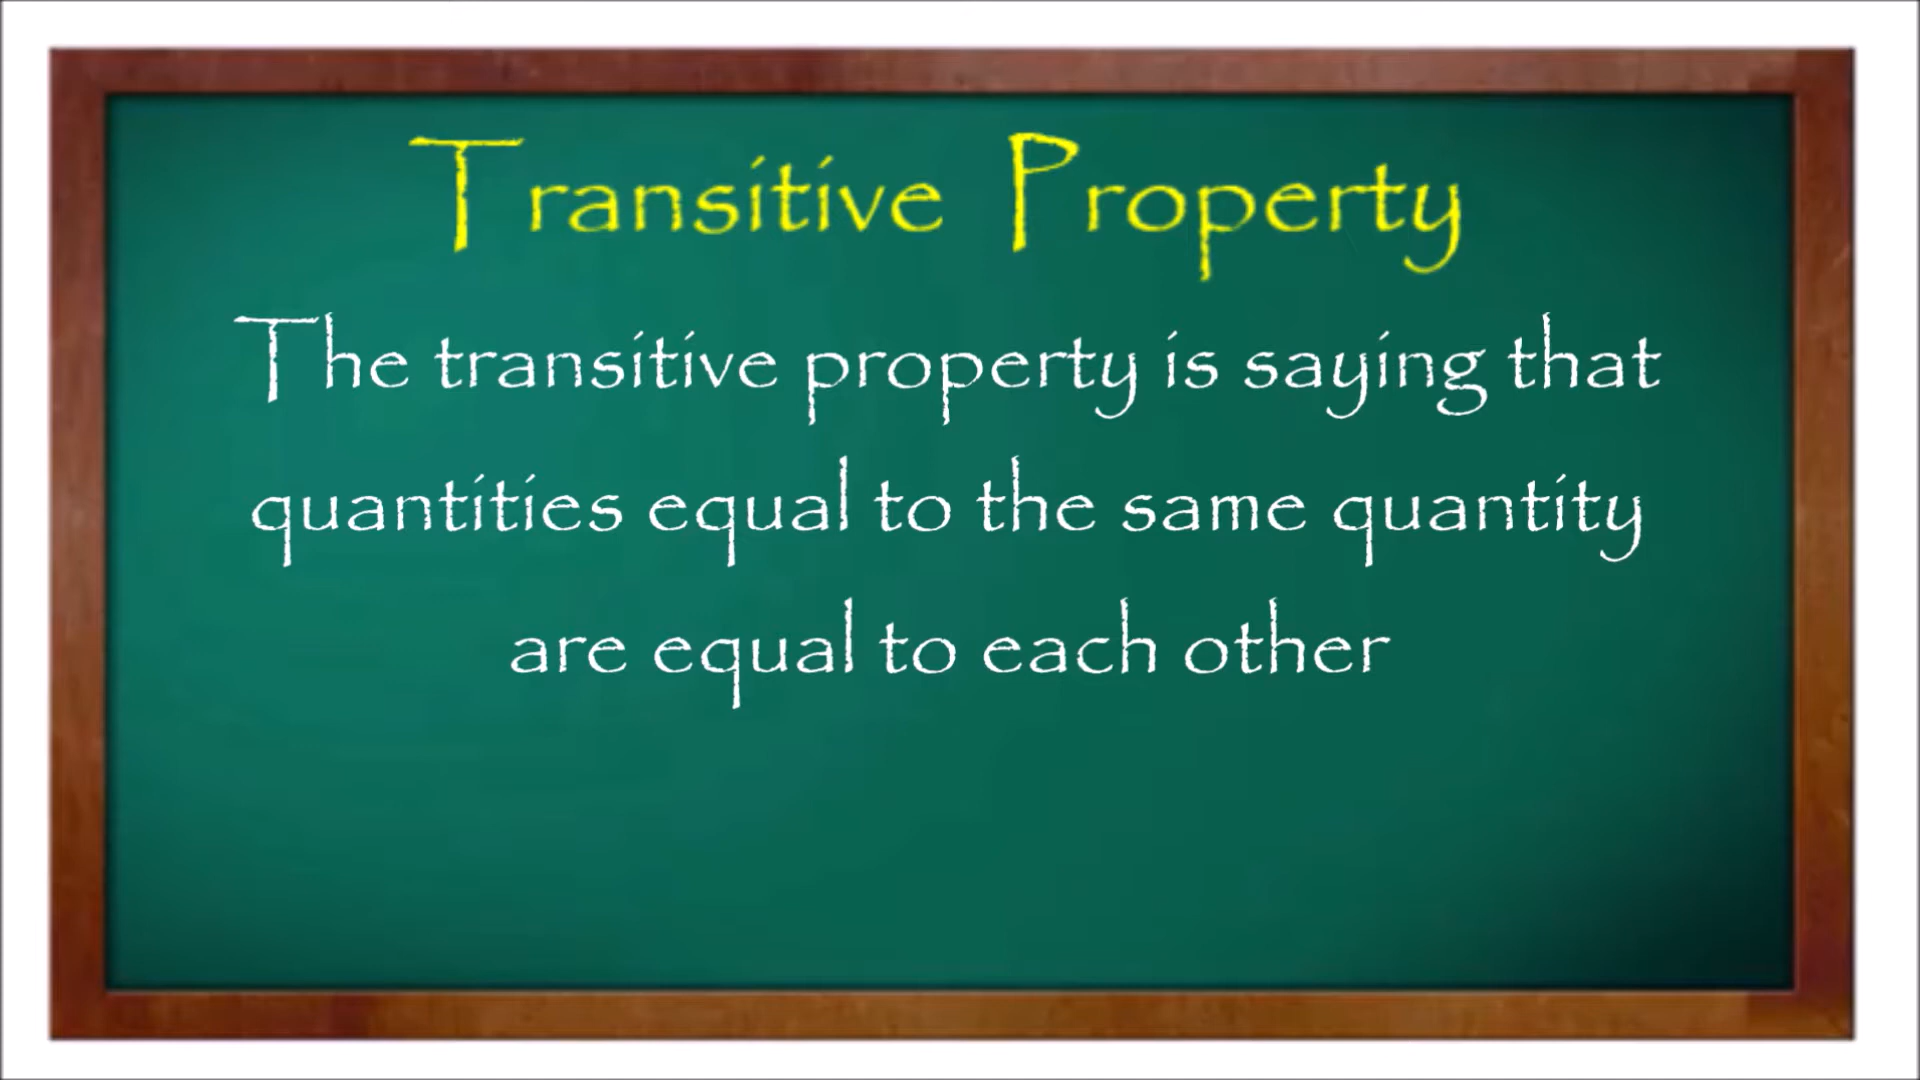 Transitive Property
The transitive property is saying that
quantities equal to the same quantity
are equal to each other